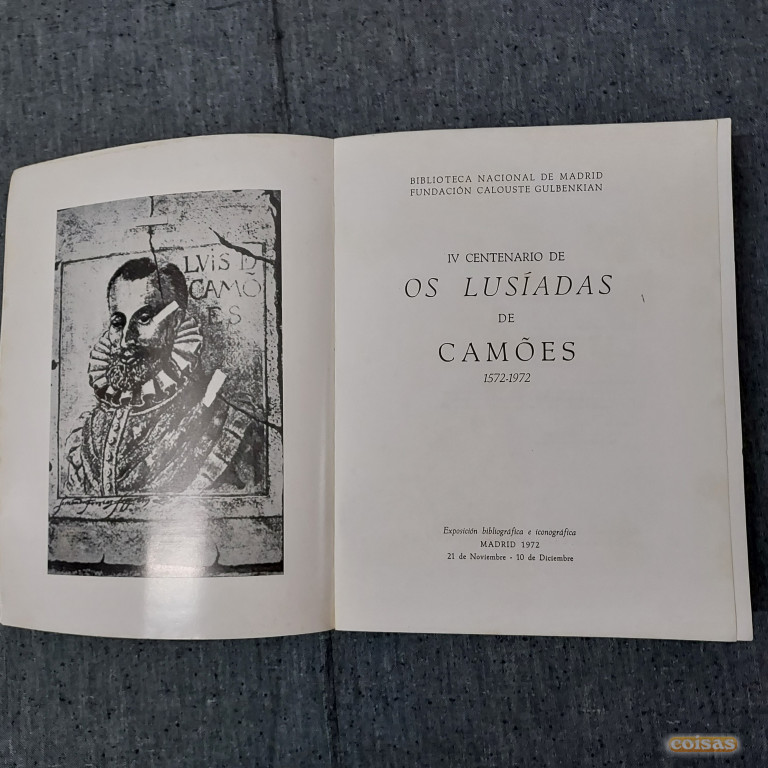 LVIS D
CAMO
ES
BIBLIOTECA NACIONAL DE MADRID
FUNDACIÓN CALOUSTE GULBENKIAN
IV CENTENARIO DE
OS LUSÍADAS
DE
CAMÕES
1572-1972
Exposición bibliográfica e iconográfica
MADRID 1972
21 de Noviembre - 10 de Diciembre
coisas